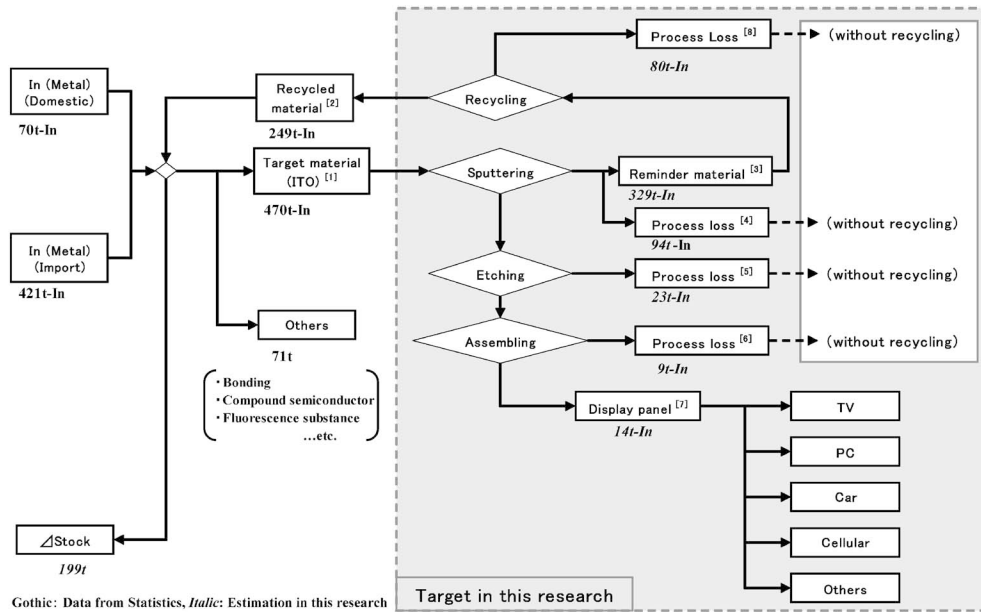 In (Metal)
(Domestic)
70t-In
In (Metal)
(Import)
421t-In
Recycled
material [2]
249t-In
Target material
(ITO) [1]
470t-In
Others
71t
・Bonding
・Compound semiconductor
・Fluorescence substance
…etc.
⊿Stock
199t
Recycling
Process Loss [8]
80t-In
(without recycling)
Sputtering
Reminder material [3]
329t-In
Process loss [4]
94t-In
(without recycling)
Etching
Process loss [5]
23t-In
(without recycling)
Assembling
Process loss [6]
9t-In
(without recycling)
Display panel [7]
14t-In
TV
PC
Car
Cellular
Others
Target in this research
Gothic: Data from Statistics, Italic: Estimation in this research